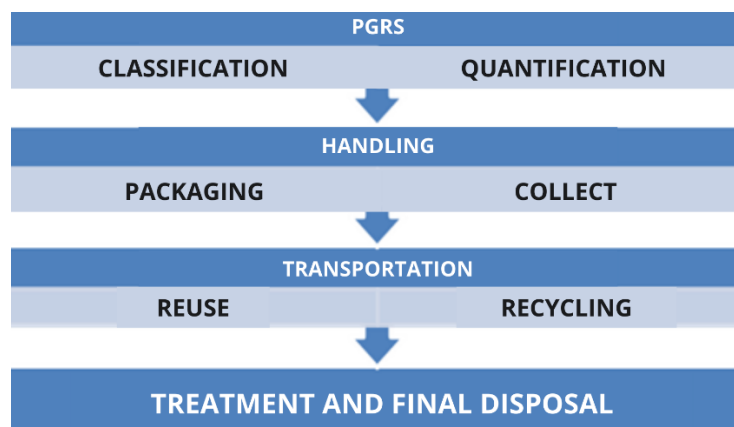 PGRS
CLASSIFICATION QUANTIFICATION
HANDLING
PACKAGING COLLECT
TRANSPORTATION
REUSE RECYCLING
TREATMENT AND FINAL DISPOSAL